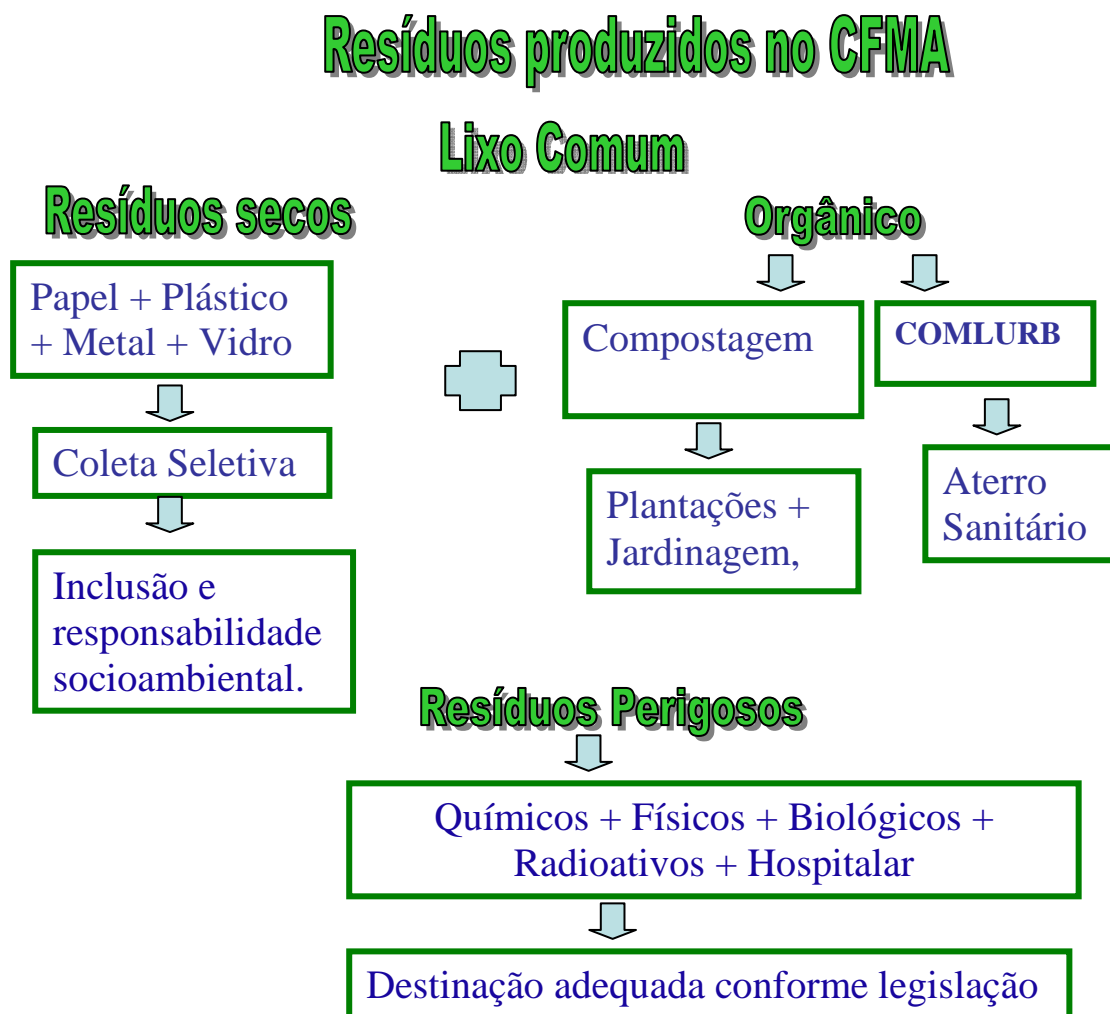 Resíduos produzidos no CFMA
Lixo Comum
Resíduos secos
Papel + Plástico
+ Metal + Vidro
Coleta Seletiva
Inclusão e
responsabilidade
socioambiental.
Orgânico
Compostagem
Plantações +
Jardinagem,
COMLURB
Aterro
Sanitário
Resíduos Perigosos
Químicos + Físicos + Biológicos +
Radioativos + Hospitalar
Destinação adequada conforme legislação